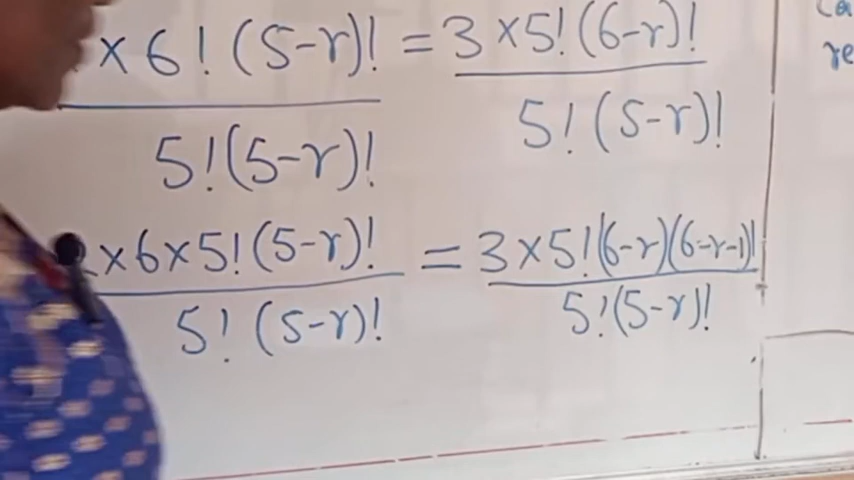 × 6! (5-r)! = 3 × 5! (6-r)!
5! (5-r)! 5! (5-r)!
2 × 6 × 5! (5-r)! = 3 × 5! (6-r)(6-r-1)!
5! (5-r)! 5! (5-r)!